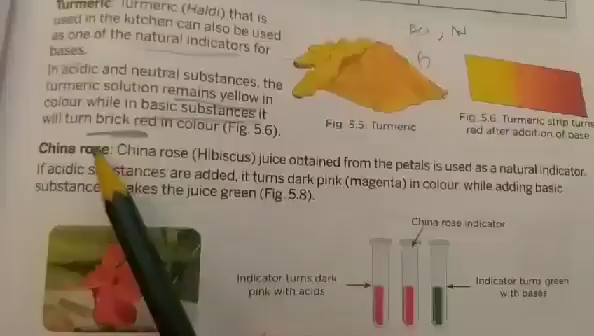 Turmeric: Turmeric (Haldi) that is
used in the kitchen can also be used
as one of the natural indicators for
bases.
In acidic and neutral substances, the
turmeric solution remains yellow in
colour while in basic substances it
will turn brick red in colour (Fig. 5.6).
Fig. 5.5: Turmeric
Fig. 5.6: Turmeric strip turns
red after addition of base
China rose: China rose (Hibiscus) juice obtained from the petals is used as a natural indicator.
If acidic substances are added, it turns dark pink (magenta) in colour, while adding basic
substance akes the juice green (Fig. 5.8).
China rose indicator
Indicator turns dark
pink with acids
Indicator turns green
with bases